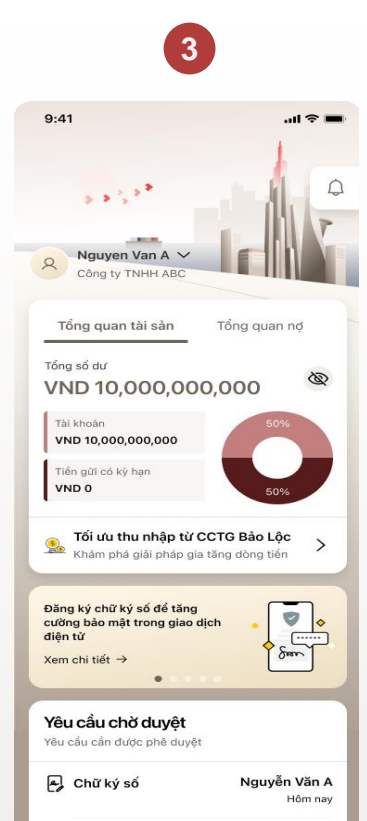 3
9:41
Nguyen Van A
Công ty TNHH ABC
Tổng quan tài sản
Tổng quan nợ
Tổng số dư
VND 10,000,000,000
Tài khoản
VND 10,000,000,000
Tiền gửi có kỳ hạn
VND 0
50%
50%
Tối ưu thu nhập từ CCTG Bảo Lộc
Khám phá giải pháp gia tăng dòng tiền
Đăng ký chữ ký số để tăng
cường bảo mật trong giao dịch
điện tử
Xem chi tiết →
Yêu cầu chờ duyệt
Yêu cầu cần được phê duyệt
Chữ ký số
Nguyễn Văn A
Hôm nay